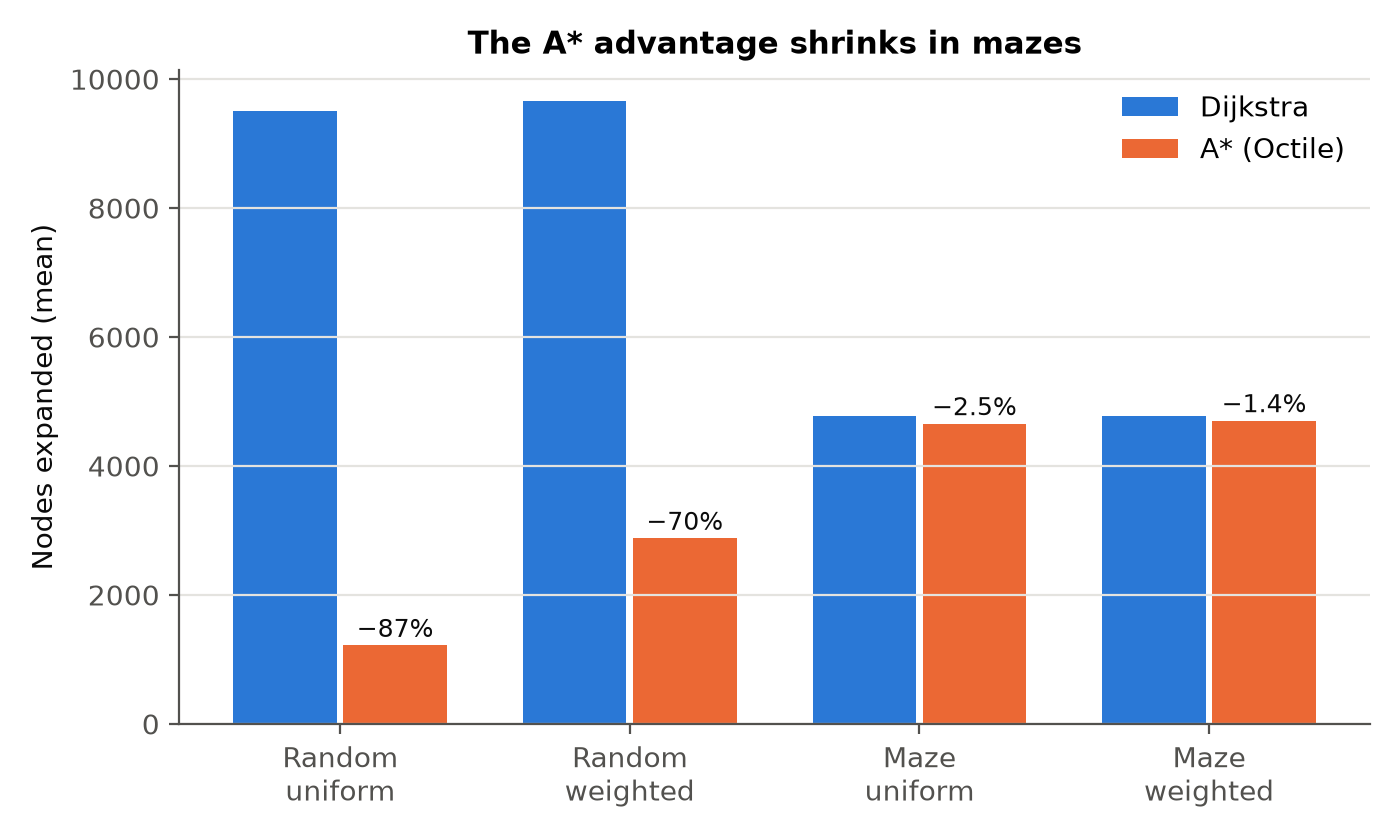 The A* advantage shrinks in mazes
Nodes expanded (mean)
10000
8000
6000
4000
2000
0
Dijkstra
A* (Octile)
−87%
−70%
−2.5%
−1.4%
Random
uniform
Random
weighted
Maze
uniform
Maze
weighted